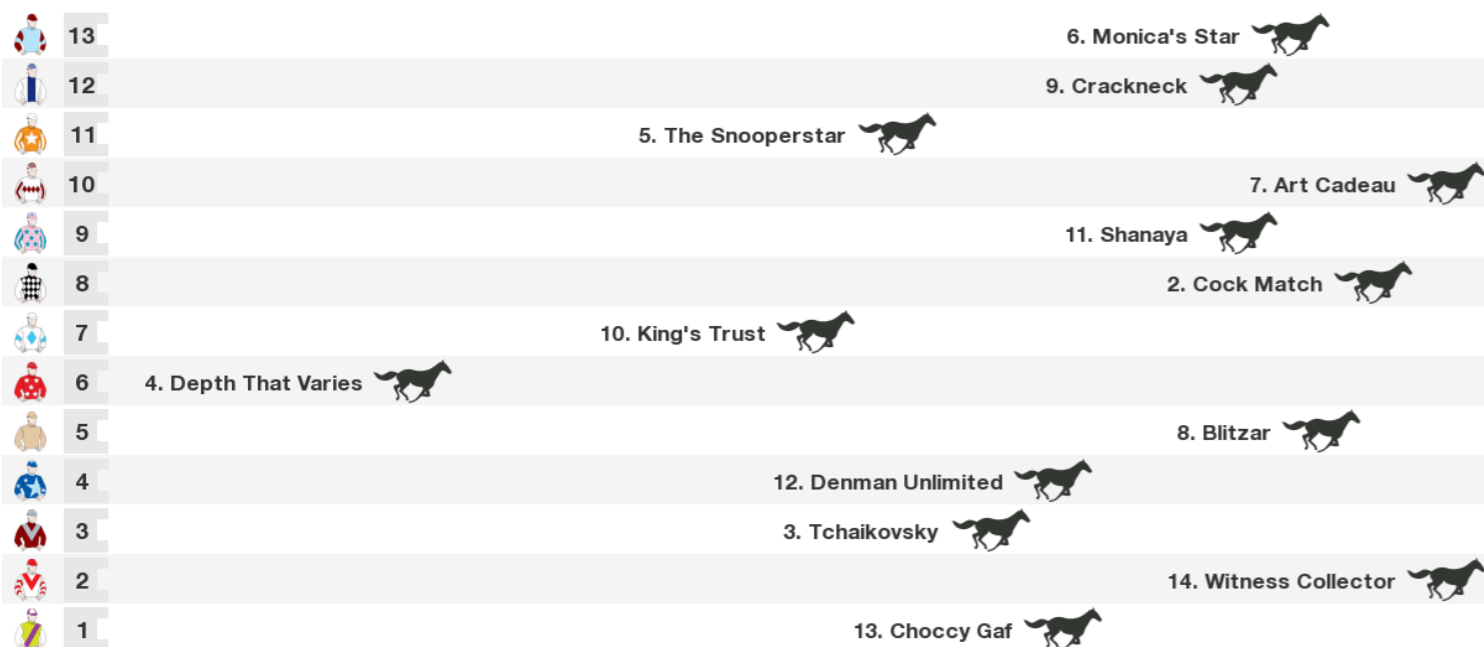 13 6. Monica's Star
12 9. Crackneck
11 5. The Snooperstar
10 7. Art Cadeau
9 11. Shanaya
8 2. Cock Match
7 10. King's Trust
6 4. Depth That Varies
5 8. Blitzar
4 12. Denman Unlimited
3 3. Tchaikovsky
2 14. Witness Collector
1 13. Choccy Gaf